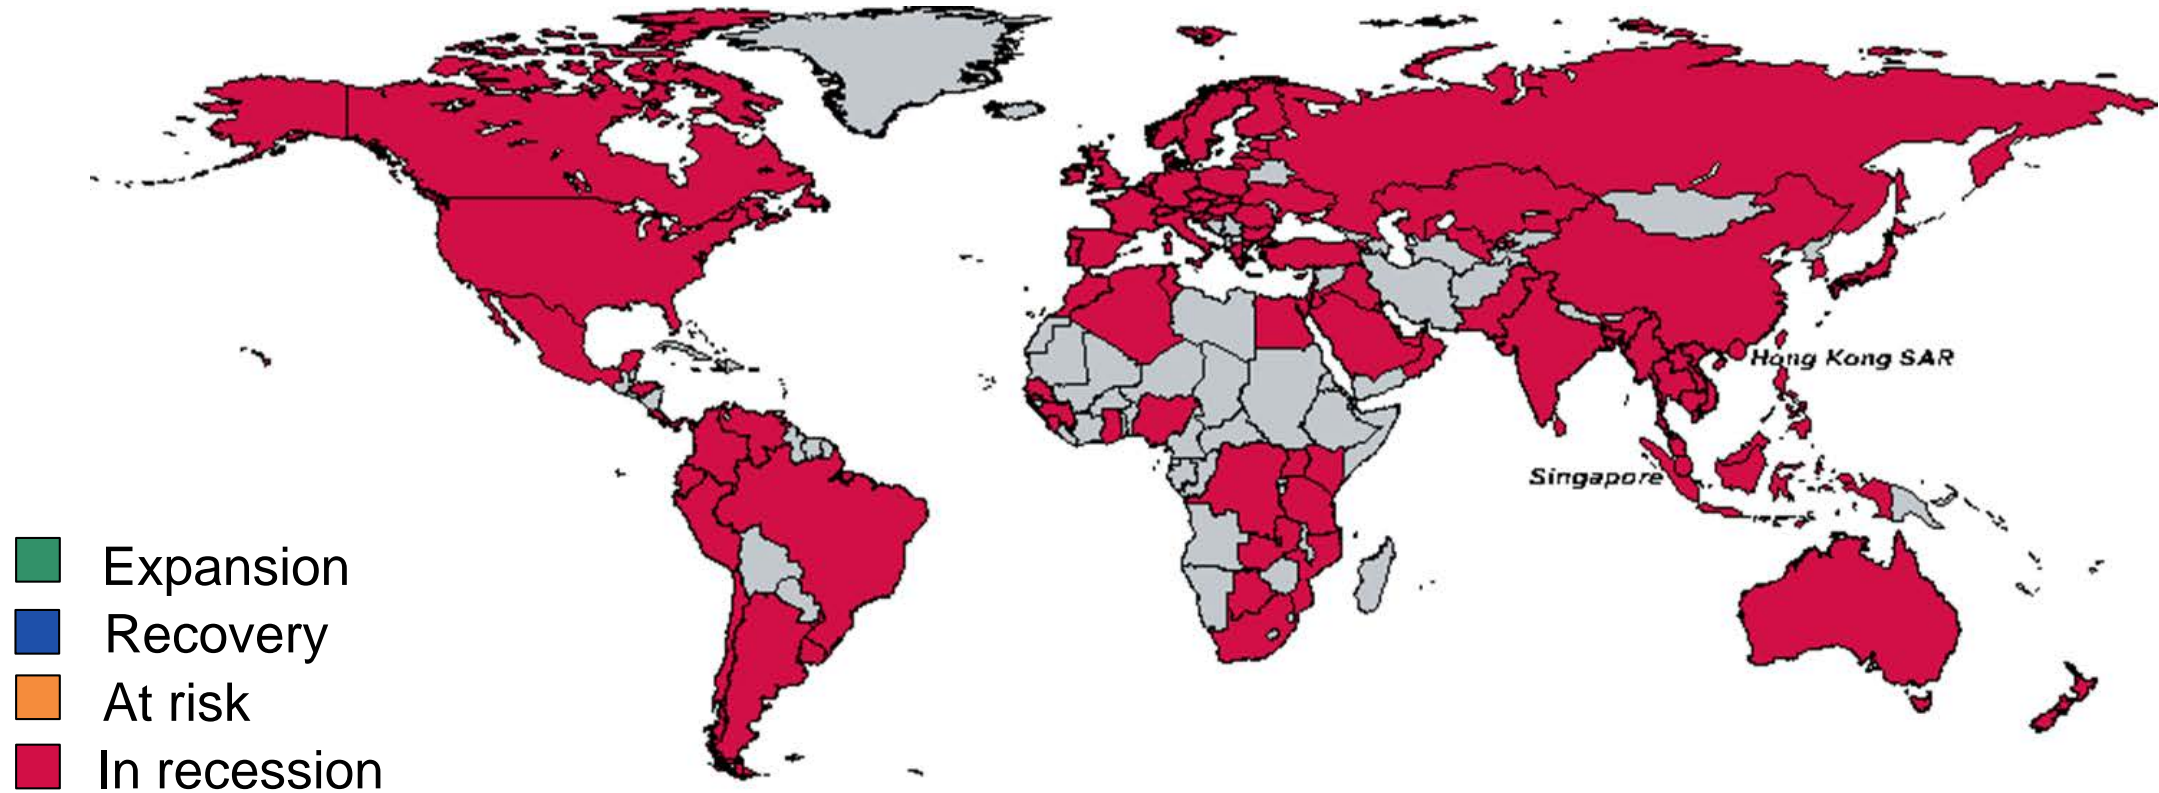 Hong Kong SAR
Singapore
Expansion
Recovery
At risk
In recession